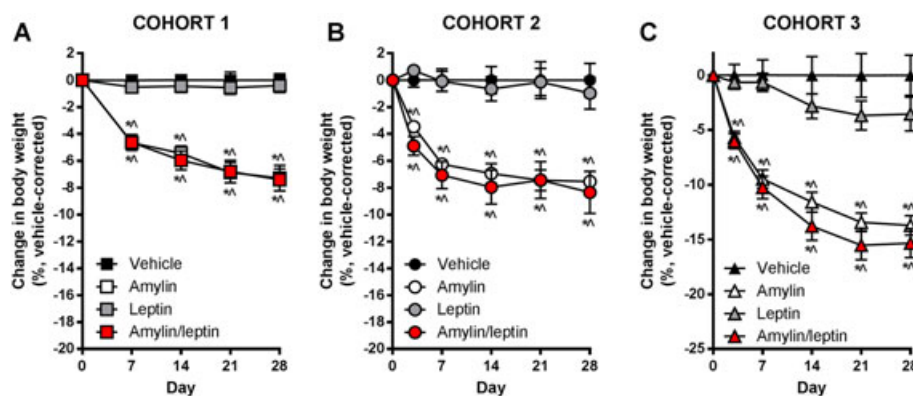 COHORT 1
COHORT 2
COHORT 3
A
B
C
Change in body weight
(%, vehicle-corrected)
2
0
-2
-4
-6
-8
-10
-12
-14
-16
-18
-20
*^
*^
*^
*^
*^
*^
*^
*^
Vehicle
Amylin
Leptin
Amylin/leptin
0
7
14
21
28
Day
Change in body weight
(%, vehicle-corrected)
2
0
-2
-4
-6
-8
-10
-12
-14
-16
-18
-20
*^
*^
*^
*^
*^
*^
*^
*^
*^
*^
Vehicle
Amylin
Leptin
Amylin/leptin
0
7
14
21
28
Day
Change in body weight
(%, vehicle-corrected)
0
-5
-10
-15
-20
-25
*^
*^
*^
*^
*^
*^
*^
*^
*^
Vehicle
Amylin
Leptin
Amylin/leptin
0
7
14
21
28
Day